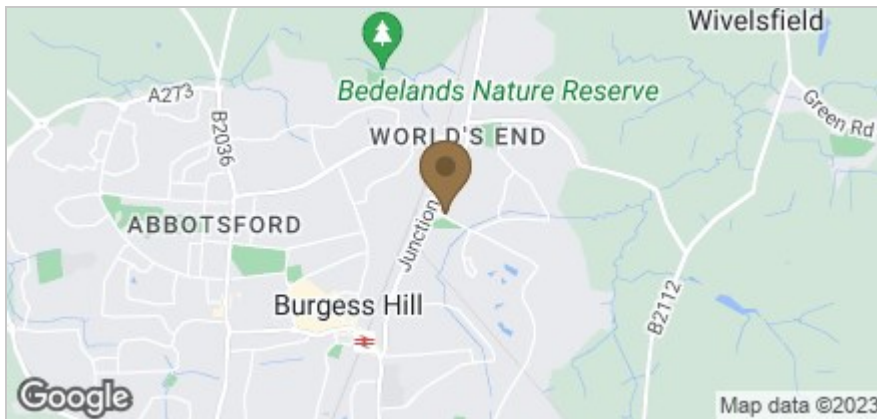 Wivelsfield
A273
Bedelands Nature Reserve
Green Rd
B2036
WORLD'S END
Junction
ABBOTSFORD
Burgess Hill
B2112
Google
Map data ©2023